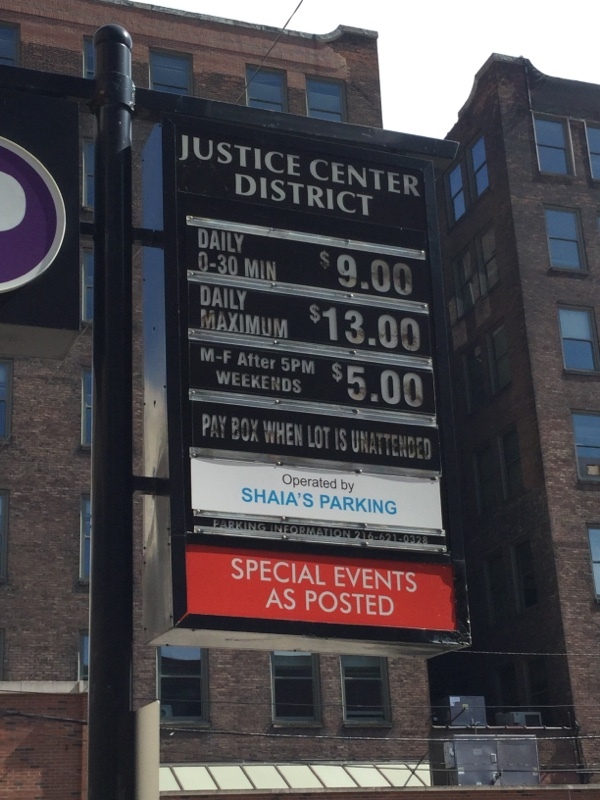 JUSTICE CENTER
DISTRICT
DAILY
0-30 MIN $9.00
DAILY
MAXIMUM $13.00
M-F After 5PM
WEEKENDS $5.00
PAY BOX WHEN LOT IS UNATTENDED
Operated by
SHAIA'S PARKING
PARKING INFORMATION 216-621-0328
SPECIAL EVENTS
AS POSTED